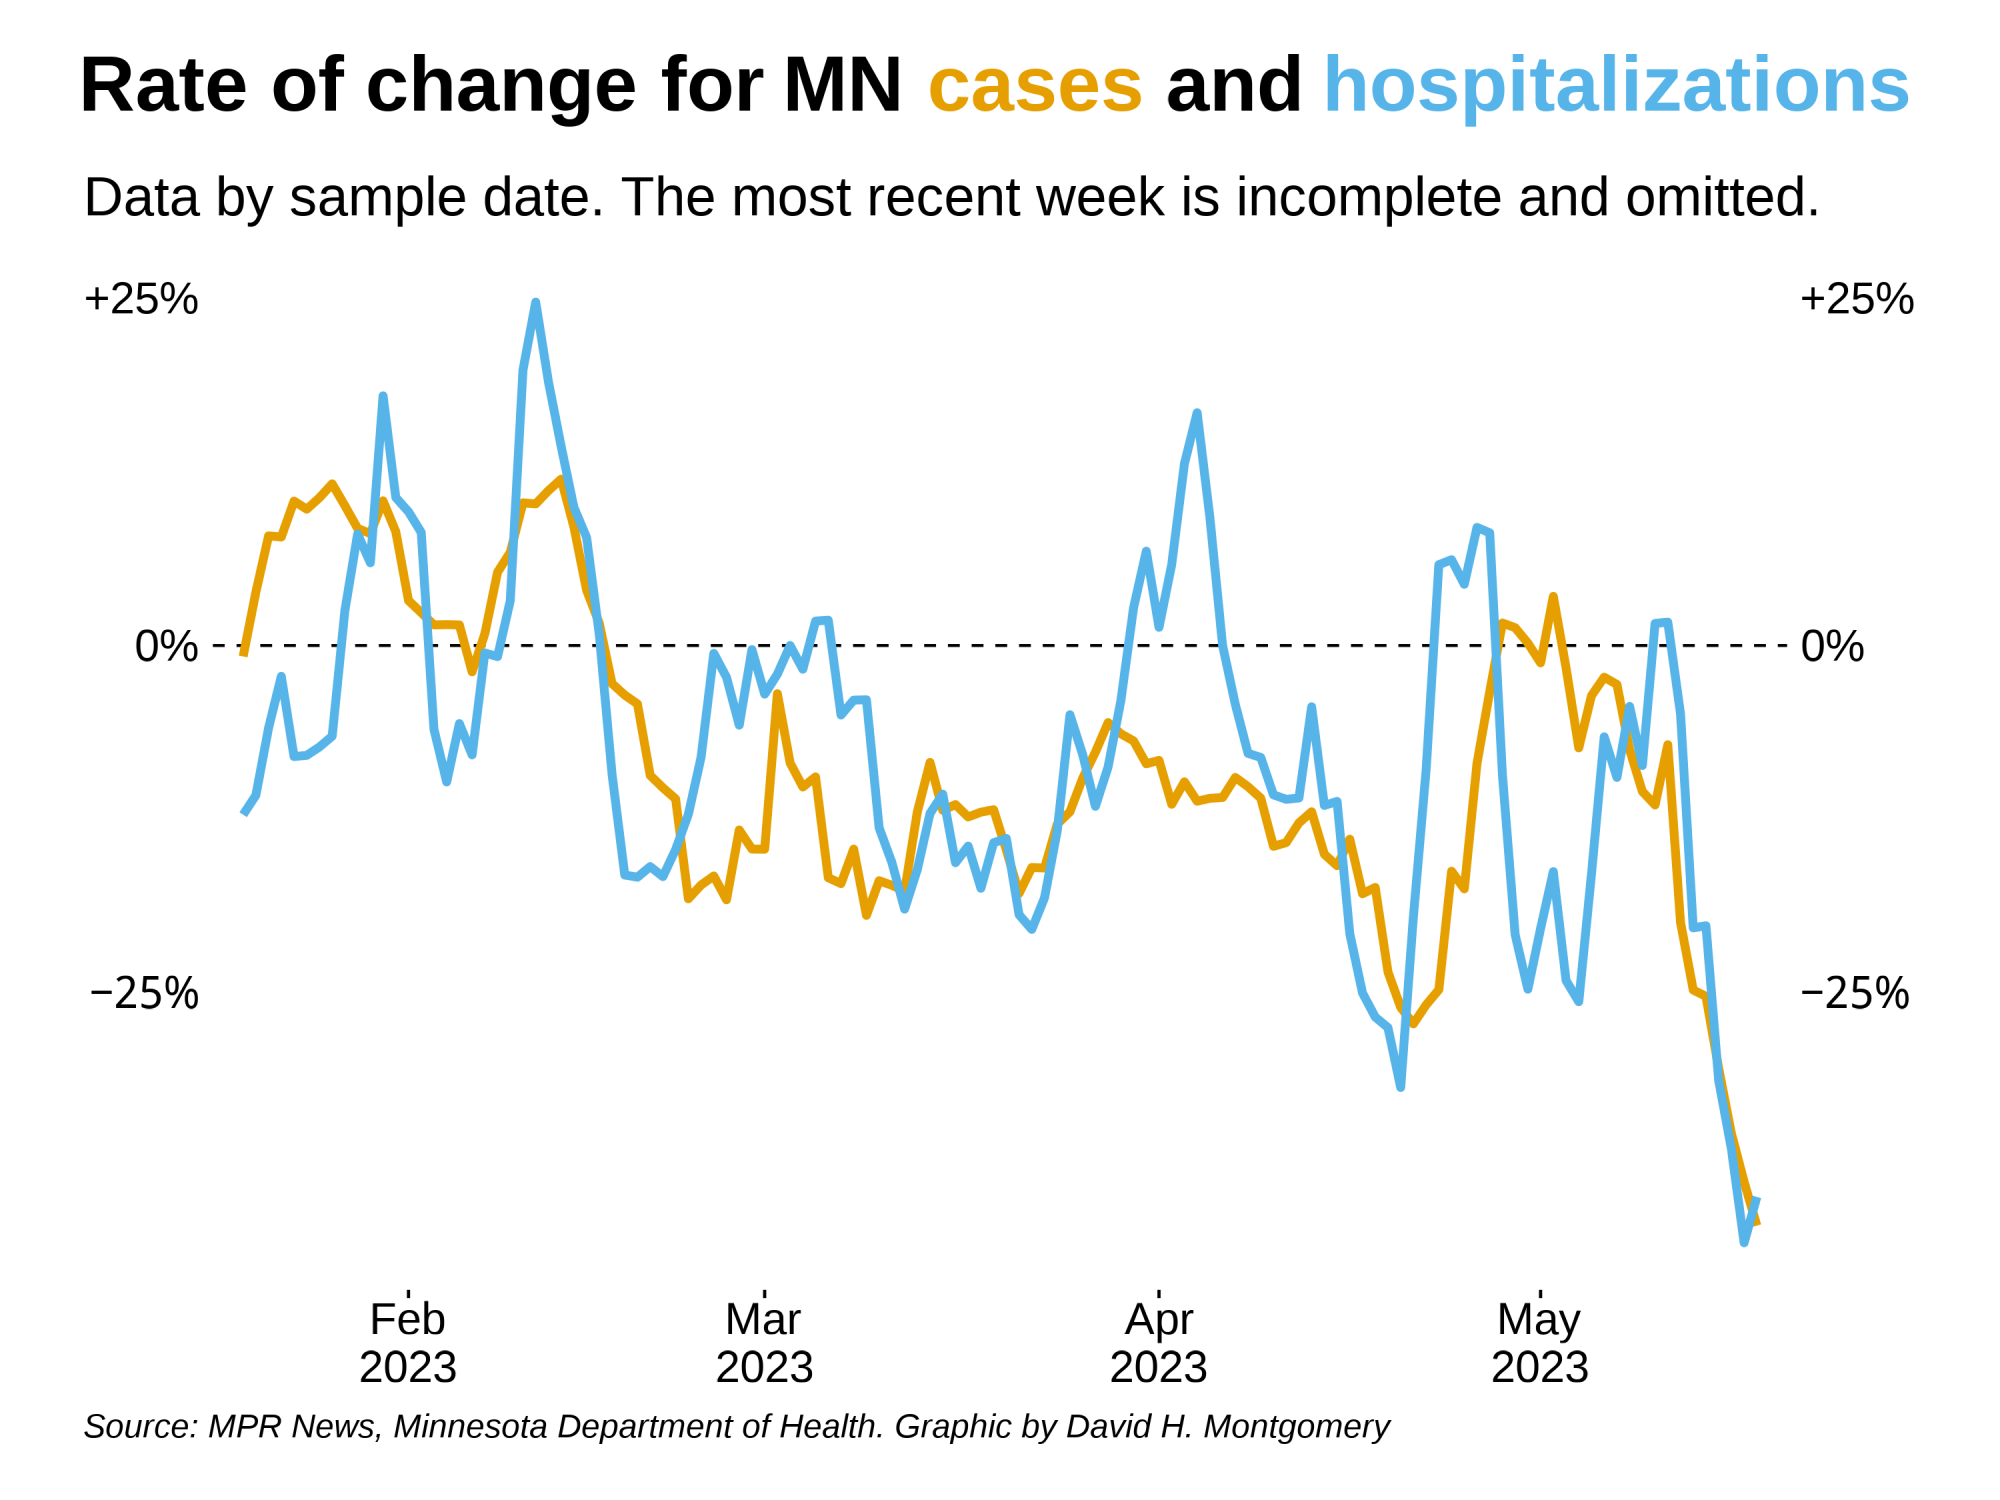 Rate of change for MN cases and hospitalizations
Data by sample date. The most recent week is incomplete and omitted.
+25% +25%
0% 0%
−25% −25%
Feb Mar Apr May
2023 2023 2023 2023
Source: MPR News, Minnesota Department of Health. Graphic by David H. Montgomery